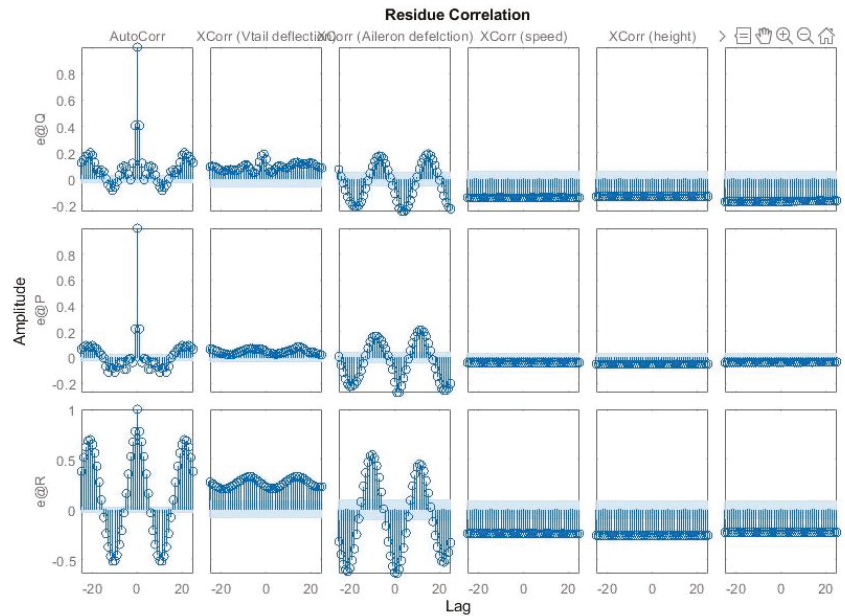 Residue Correlation
AutoCorr XCorr (Vtail deflection) XCorr (Aileron defelction) XCorr (speed) XCorr (height)
0.8
0.6
0.4
0.2
0
-0.2
e@Q
0.8
0.6
0.4
0.2
0
-0.2
e@P
Amplitude
1
0.5
0
-0.5
e@R
-20 0 20 -20 0 20 -20 0 20 -20 0 20 -20 0 20 -20 0 20
Lag